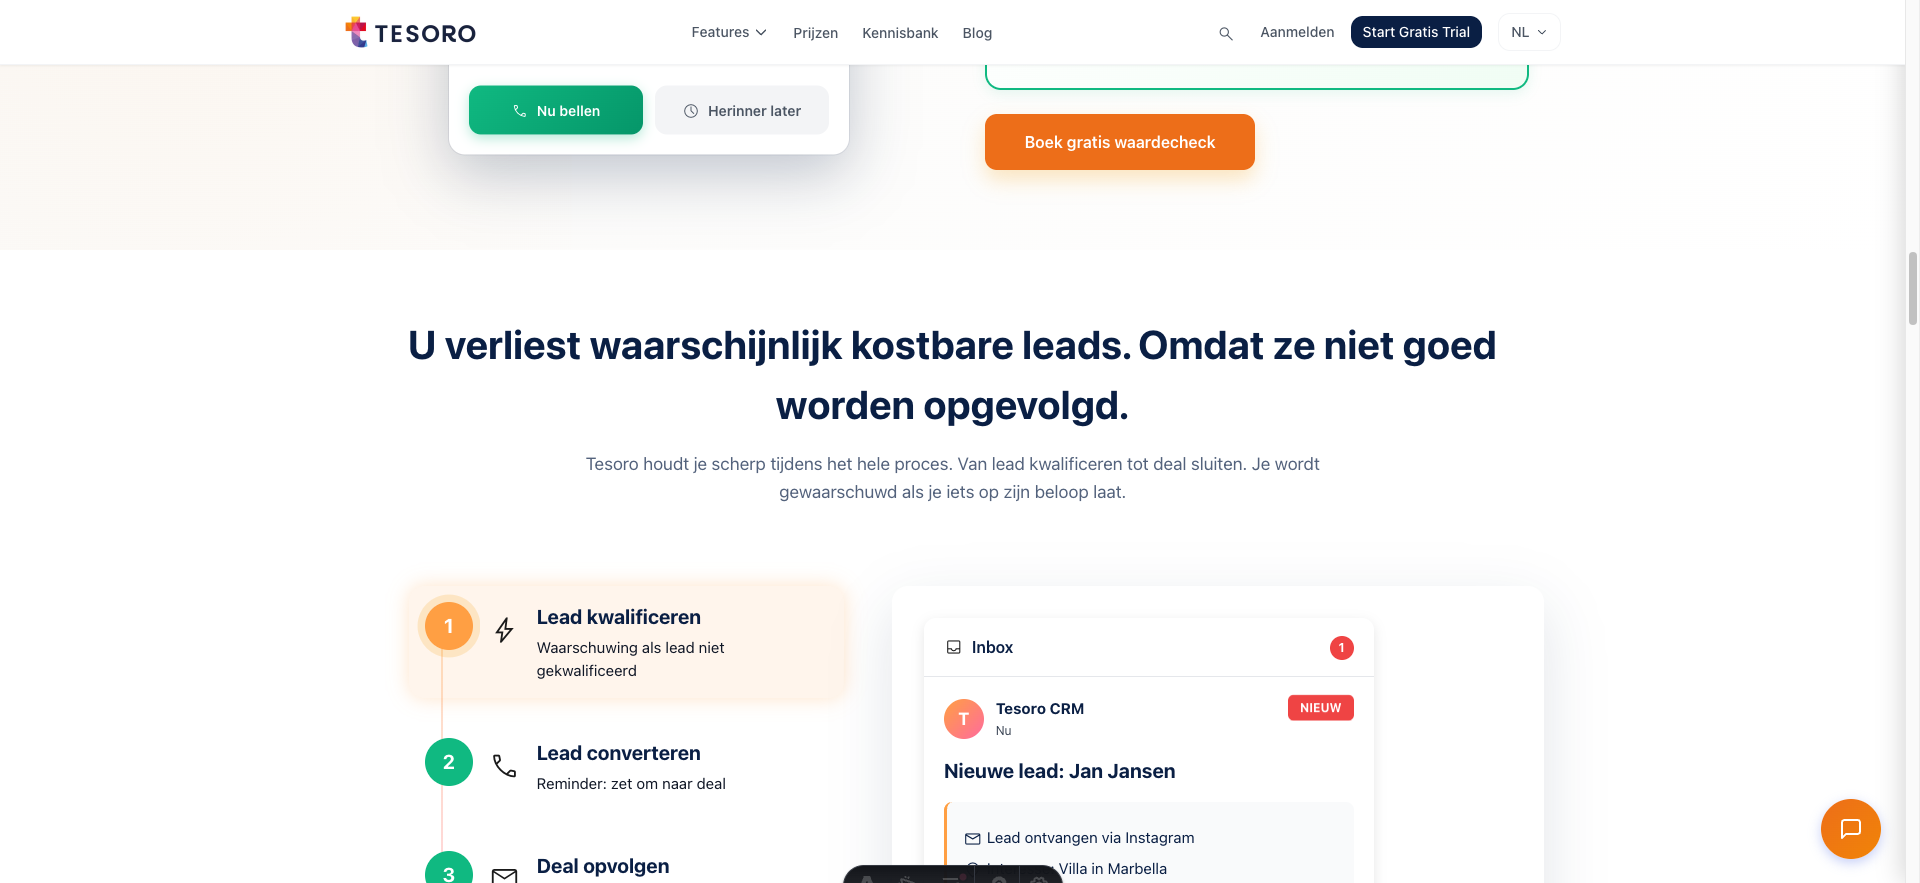 TESORO
Features
Prijzen
Kennisbank
Blog
Aanmelden
Start Gratis Trial
NL
Nu bellen
Herinner later
Boek gratis waardecheck
U verliest waarschijnlijk kostbare leads. Omdat ze niet goed
worden opgevolgd.
Tesoro houdt je scherp tijdens het hele proces. Van lead kwalificeren tot deal sluiten. Je wordt
gewaarschuwd als je iets op zijn beloop laat.
1
Lead kwalificeren
Waarschuwing als lead niet
gekwalificeerd
2
Lead converteren
Reminder: zet om naar deal
3
Deal opvolgen
Inbox
1
T
Tesoro CRM
Nu
NIEUW
Nieuwe lead: Jan Jansen
Lead ontvangen via Instagram
Villa in Marbella